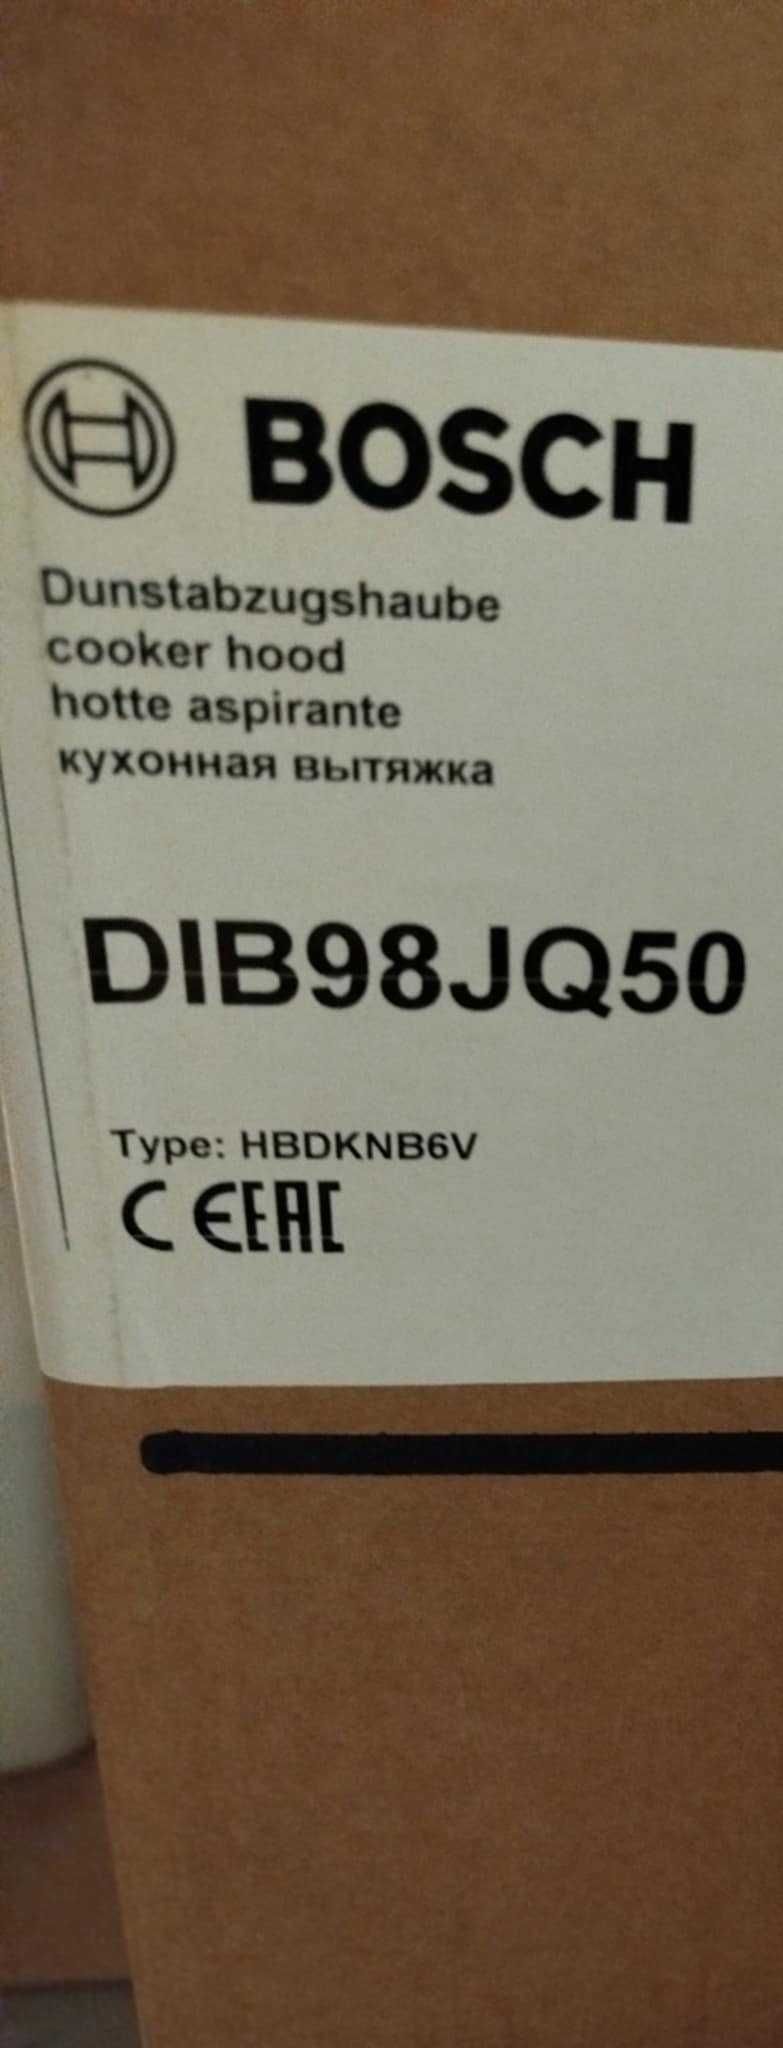 BOSCH
Dunstabzugshaube
cooker hood
hotte aspirante
кухонная вытяжка
DIB98JQ50
Type: HBDKNB6V
CE EAC